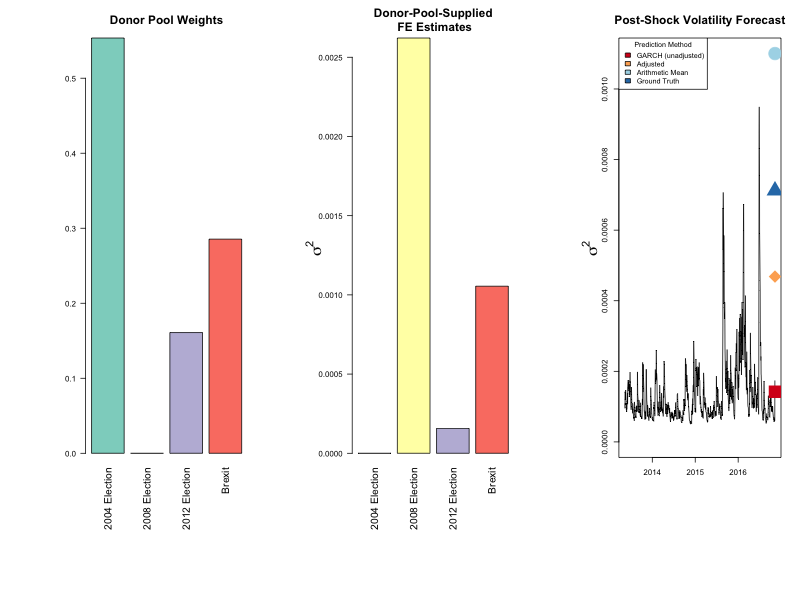 Donor Pool Weights
0.5
0.4
0.3
0.2
0.1
0.0
2004 Election
2008 Election
2012 Election
Brexit
Donor-Pool-Supplied
FE Estimates
σ2
0.0025
0.0020
0.0015
0.0010
0.0005
0.0000
2004 Election
2008 Election
2012 Election
Brexit
Post-Shock Volatility Forecast
Prediction Method
GARCH (unadjusted)
Adjusted
Arithmetic Mean
Ground Truth
σ2
0.0010
0.0008
0.0006
0.0004
0.0002
0.0000
2014
2015
2016